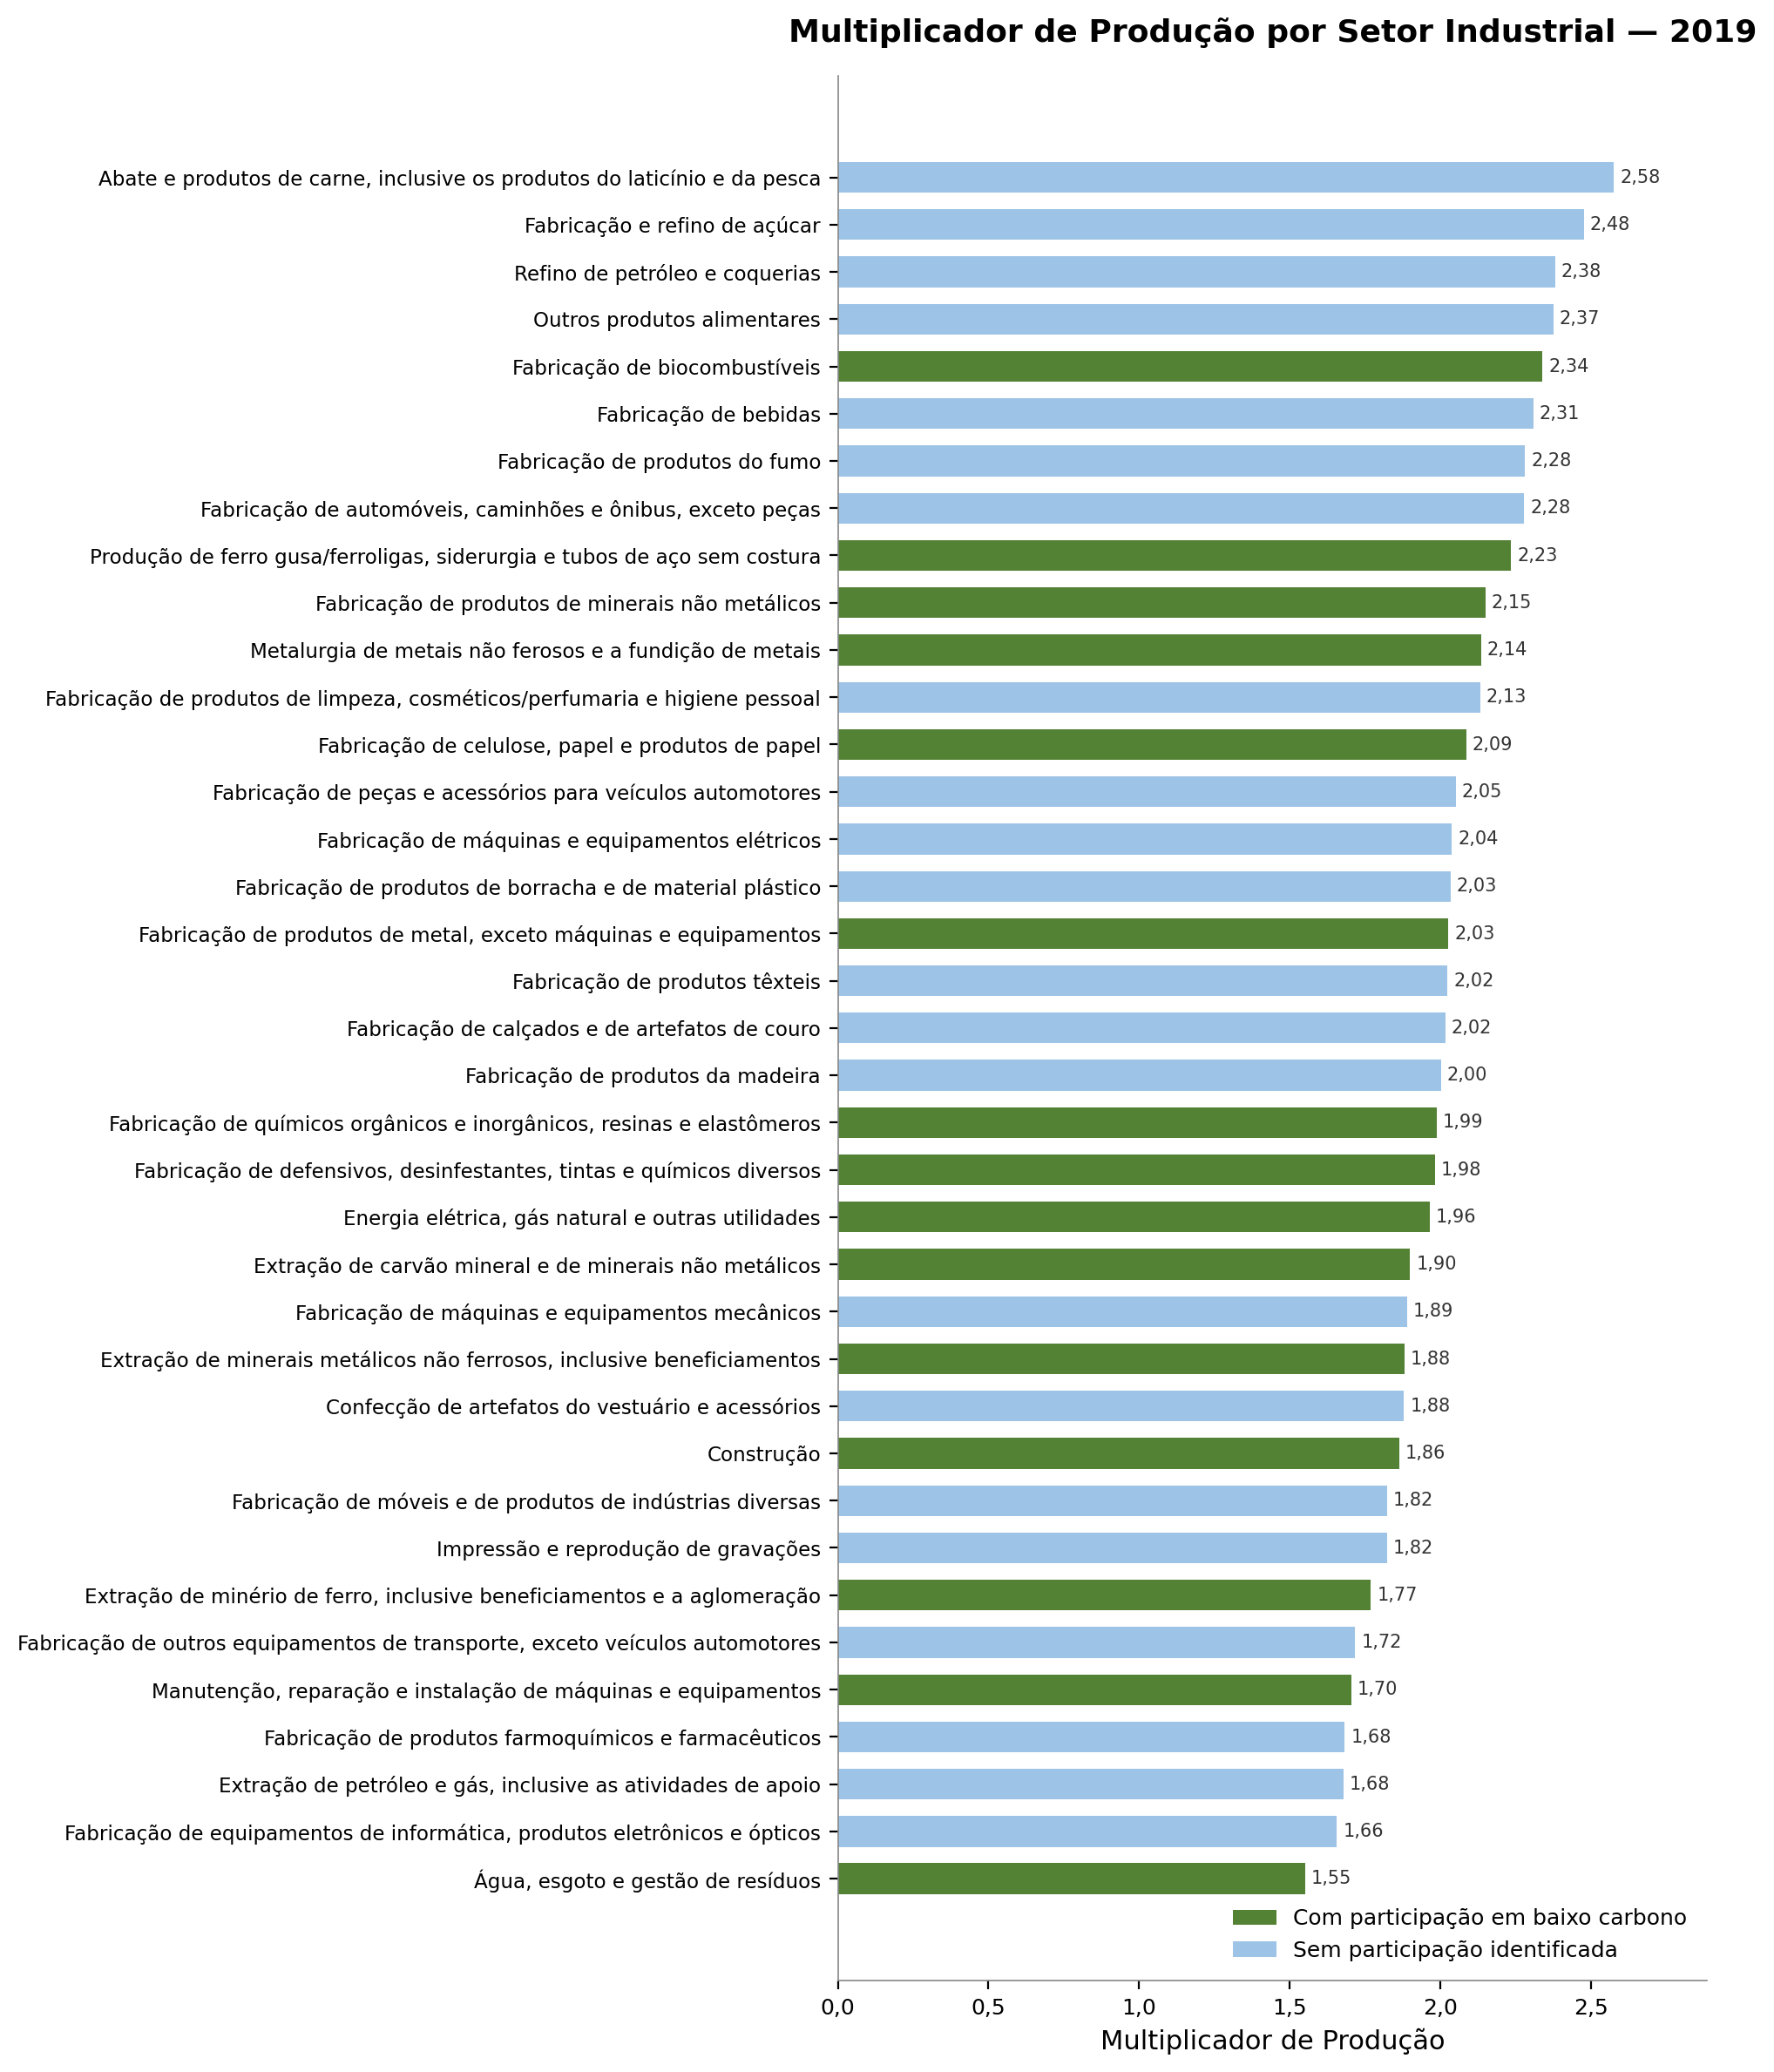 Multiplicador de Produção por Setor Industrial — 2019
Abate e produtos de carne, inclusive os produtos do laticínio e da pesca 2,58
Fabricação e refino de açúcar 2,48
Refino de petróleo e coquerias 2,38
Outros produtos alimentares 2,37
Fabricação de biocombustíveis 2,34
Fabricação de bebidas 2,31
Fabricação de produtos do fumo 2,28
Fabricação de automóveis, caminhões e ônibus, exceto peças 2,28
Produção de ferro gusa/ferroligas, siderurgia e tubos de aço sem costura 2,23
Fabricação de produtos de minerais não metálicos 2,15
Metalurgia de metais não ferosos e a fundição de metais 2,14
Fabricação de produtos de limpeza, cosméticos/perfumaria e higiene pessoal 2,13
Fabricação de celulose, papel e produtos de papel 2,09
Fabricação de peças e acessórios para veículos automotores 2,05
Fabricação de máquinas e equipamentos elétricos 2,04
Fabricação de produtos de borracha e de material plástico 2,03
Fabricação de produtos de metal, exceto máquinas e equipamentos 2,03
Fabricação de produtos têxteis 2,02
Fabricação de calçados e de artefatos de couro 2,02
Fabricação de produtos da madeira 2,00
Fabricação de químicos orgânicos e inorgânicos, resinas e elastômeros 1,99
Fabricação de defensivos, desinfestantes, tintas e químicos diversos 1,98
Energia elétrica, gás natural e outras utilidades 1,96
Extração de carvão mineral e de minerais não metálicos 1,90
Fabricação de máquinas e equipamentos mecânicos 1,89
Extração de minerais metálicos não ferrosos, inclusive beneficiamentos 1,88
Confecção de artefatos do vestuário e acessórios 1,88
Construção 1,86
Fabricação de móveis e de produtos de indústrias diversas 1,82
Impressão e reprodução de gravações 1,82
Extração de minério de ferro, inclusive beneficiamentos e a aglomeração 1,77
Fabricação de outros equipamentos de transporte, exceto veículos automotores 1,72
Manutenção, reparação e instalação de máquinas e equipamentos 1,70
Fabricação de produtos farmoquímicos e farmacêuticos 1,68
Extração de petróleo e gás, inclusive as atividades de apoio 1,68
Fabricação de equipamentos de informática, produtos eletrônicos e ópticos 1,66
Água, esgoto e gestão de resíduos 1,55
Com participação em baixo carbono
Sem participação identificada
0,0 0,5 1,0 1,5 2,0 2,5
Multiplicador de Produção